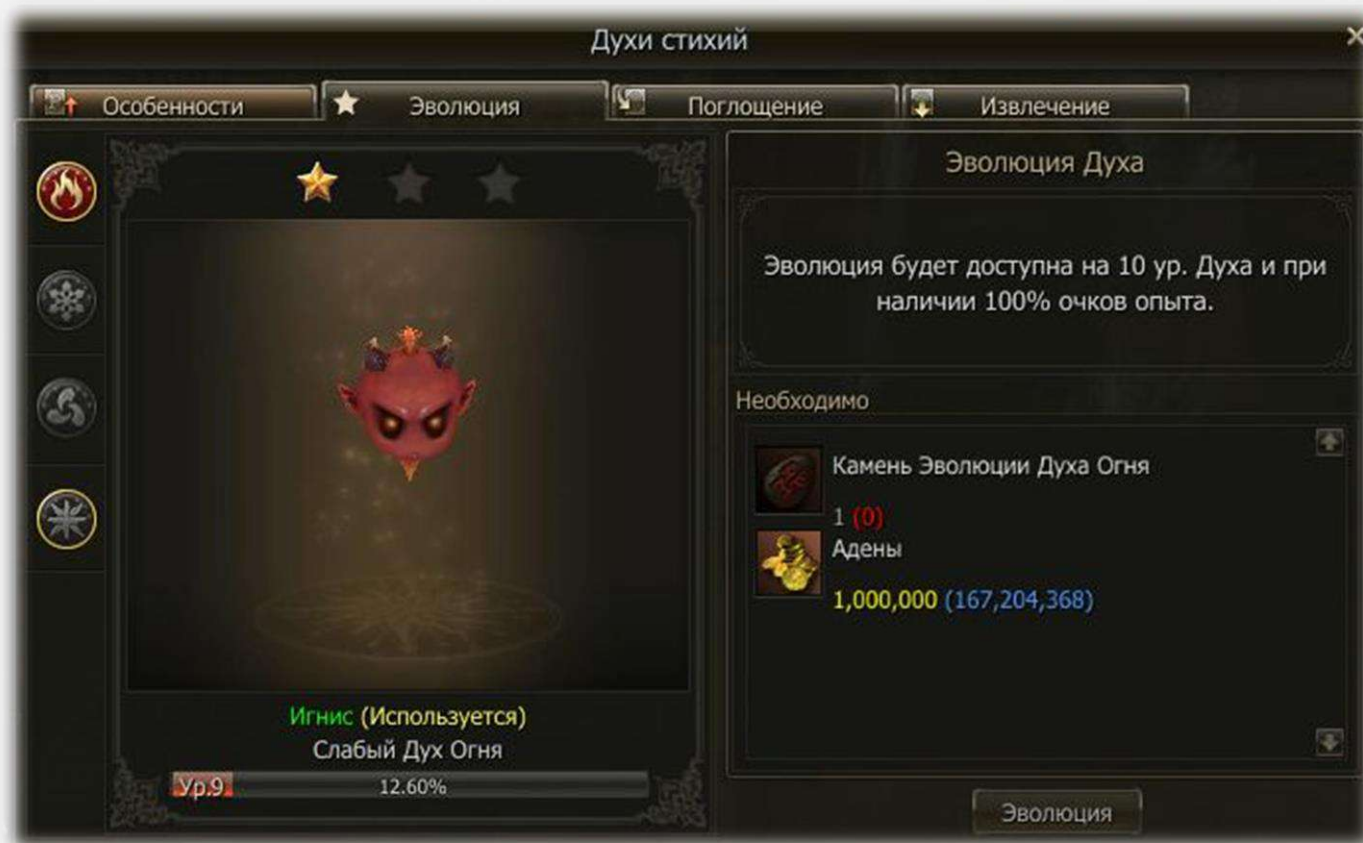 Духи стихий
Особенности
Эволюция
Поглощение
Извлечение
Эволюция Духа
Эволюция будет доступна на 10 ур. Духа и при
наличии 100% очков опыта.
Необходимо
Камень Эволюции Духа Огня
1 (0)
Адены
1,000,000 (167,204,368)
Игнис (Используется)
Слабый Дух Огня
Ур.9 12.60%
Эволюция